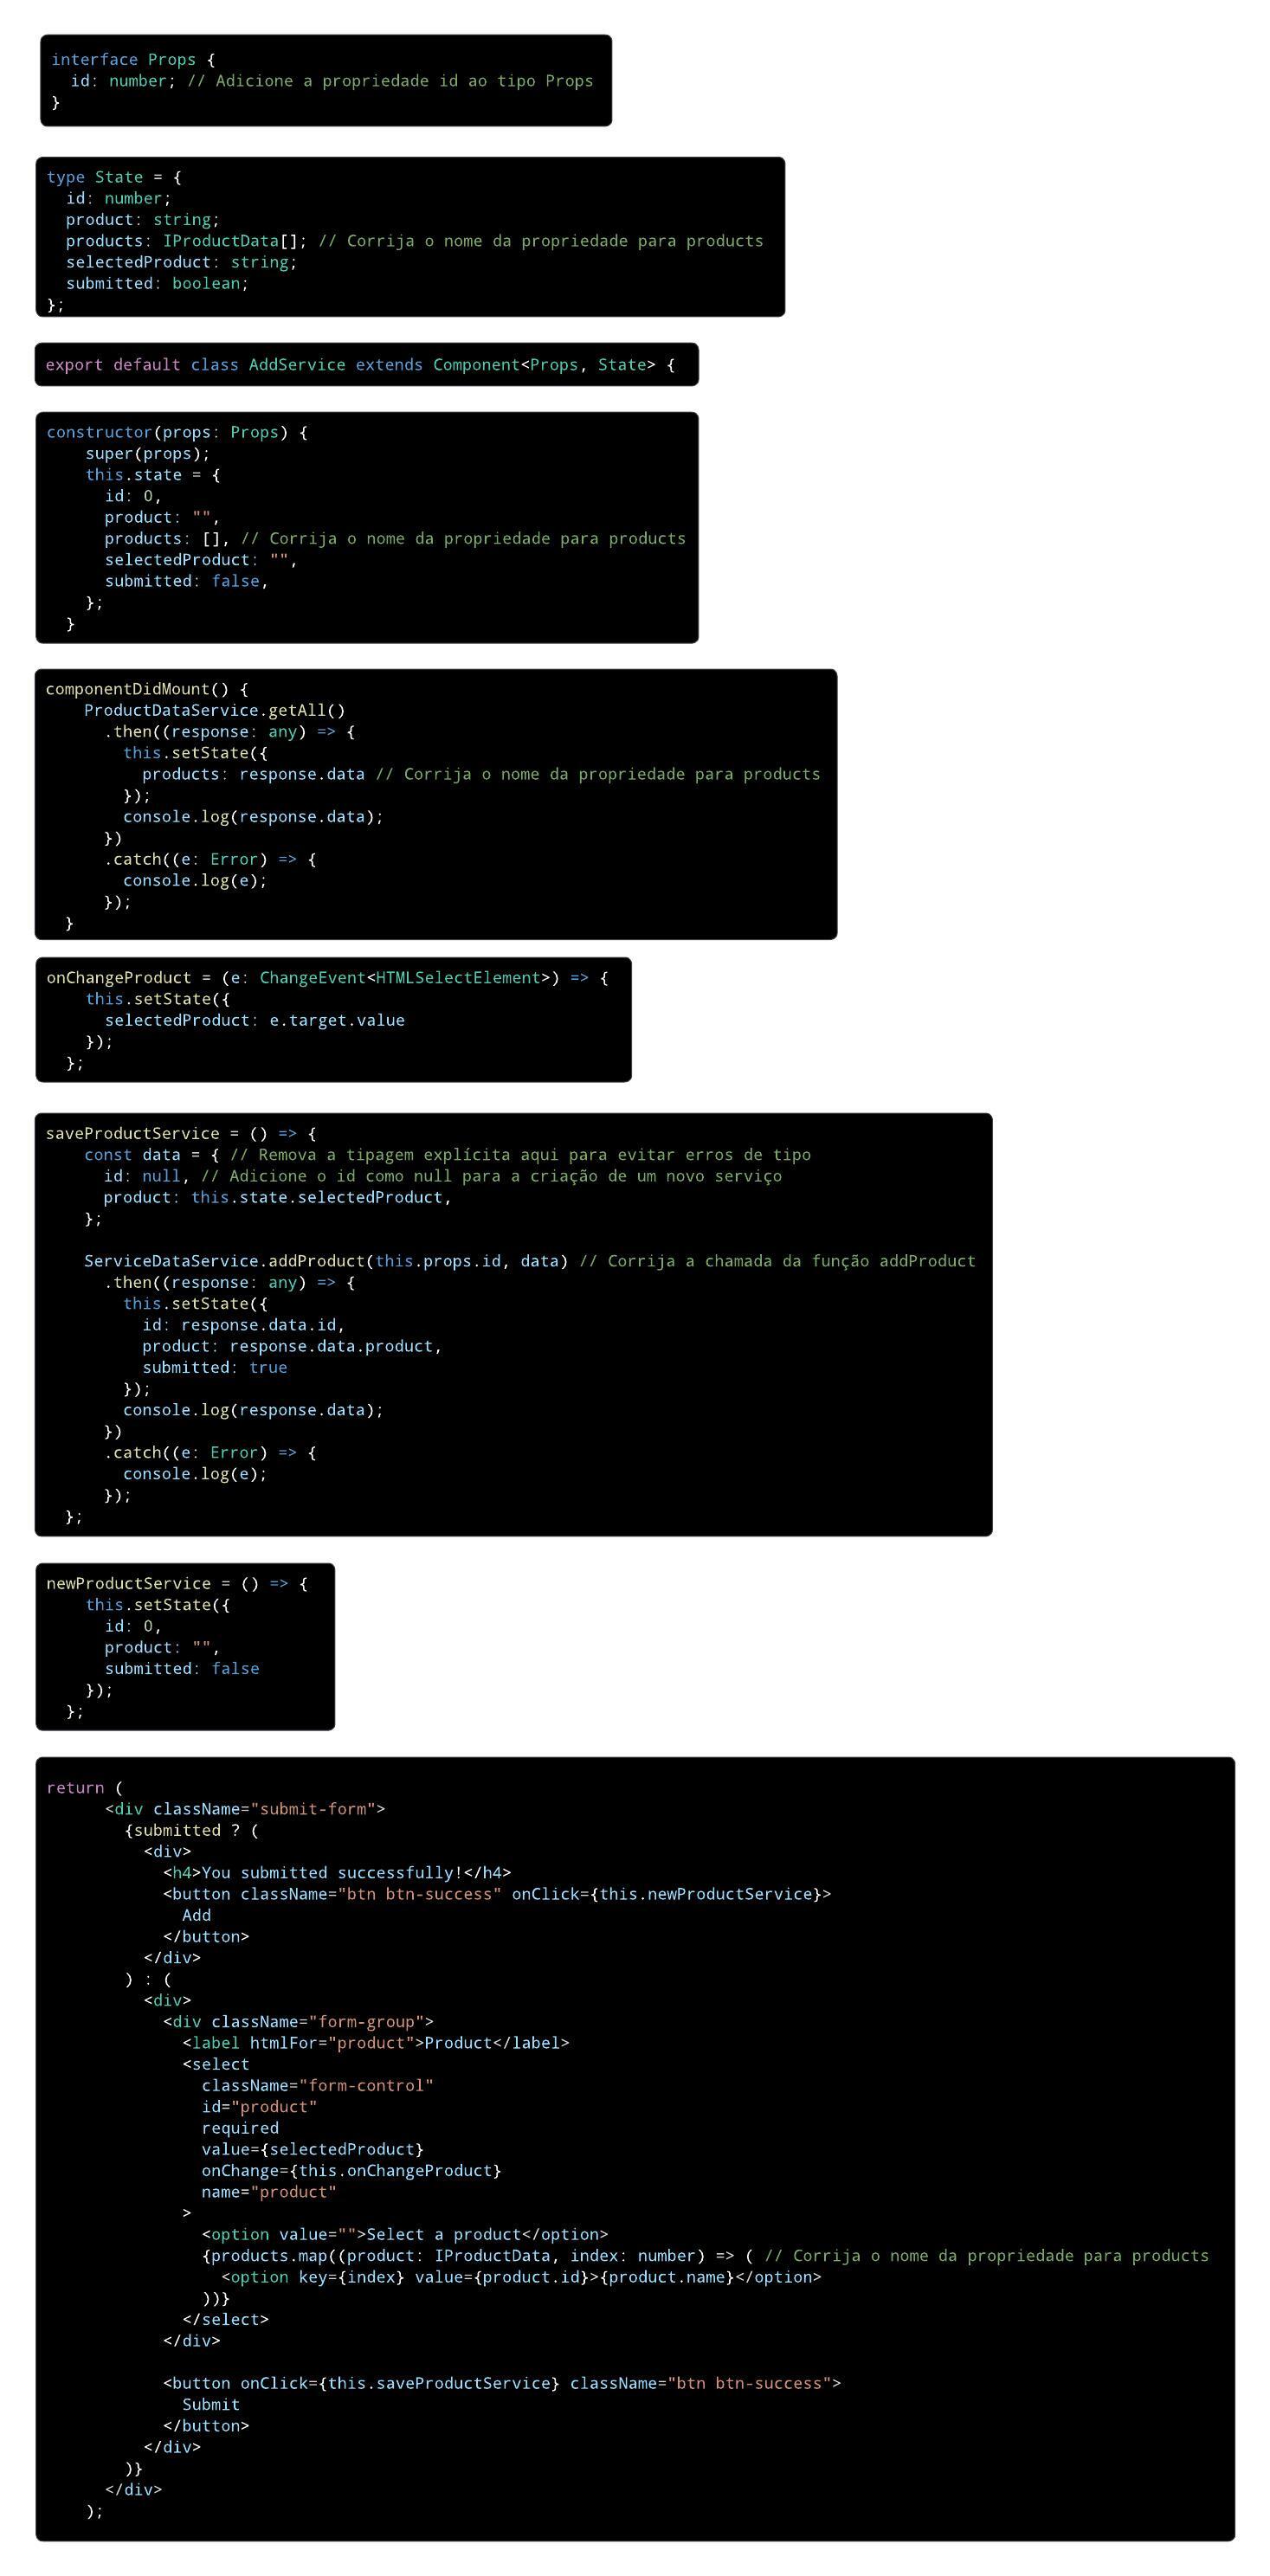 interface Props {
  id: number; // Adicione a propriedade id ao tipo Props
}
type State = {
  id: number;
  product: string;
  products: IProductData[]; // Corrija o nome da propriedade para products
  selectedProduct: string;
  submitted: boolean;
};
export default class AddService extends Component<Props, State> {
constructor(props: Props) {
    super(props);
    this.state = {
      id: 0,
      product: "",
      products: [], // Corrija o nome da propriedade para products
      selectedProduct: "",
      submitted: false,
    };
  }
componentDidMount() {
    ProductDataService.getAll()
      .then((response: any) => {
        this.setState({
          products: response.data // Corrija o nome da propriedade para products
        });
        console.log(response.data);
      })
      .catch((e: Error) => {
        console.log(e);
      });
  }
onChangeProduct = (e: ChangeEvent<HTMLSelectElement>) => {
    this.setState({
      selectedProduct: e.target.value
    });
  };
saveProductService = () => {
    const data = { // Remova a tipagem explícita aqui para evitar erros de tipo
      id: null, // Adicione o id como null para a criação de um novo serviço
      product: this.state.selectedProduct,
    };

    ServiceDataService.addProduct(this.props.id, data) // Corrija a chamada da função addProduct
      .then((response: any) => {
        this.setState({
          id: response.data.id,
          product: response.data.product,
          submitted: true
        });
        console.log(response.data);
      })
      .catch((e: Error) => {
        console.log(e);
      });
  };
newProductService = () => {
    this.setState({
      id: 0,
      product: "",
      submitted: false
    });
  };
return (
      <div className="submit-form">
        {submitted ? (
          <div>
            <h4>You submitted successfully!</h4>
            <button className="btn btn-success" onClick={this.newProductService}>
              Add
            </button>
          </div>
        ) : (
          <div>
            <div className="form-group">
              <label htmlFor="product">Product</label>
              <select
                className="form-control"
                id="product"
                required
                value={selectedProduct}
                onChange={this.onChangeProduct}
                name="product"
              >
                <option value="">Select a product</option>
                {products.map((product: IProductData, index: number) => ( // Corrija o nome da propriedade para products
                  <option key={index} value={product.id}>{product.name}</option>
                ))}
              </select>
            </div>

            <button onClick={this.saveProductService} className="btn btn-success">
              Submit
            </button>
          </div>
        )}
      </div>
    );